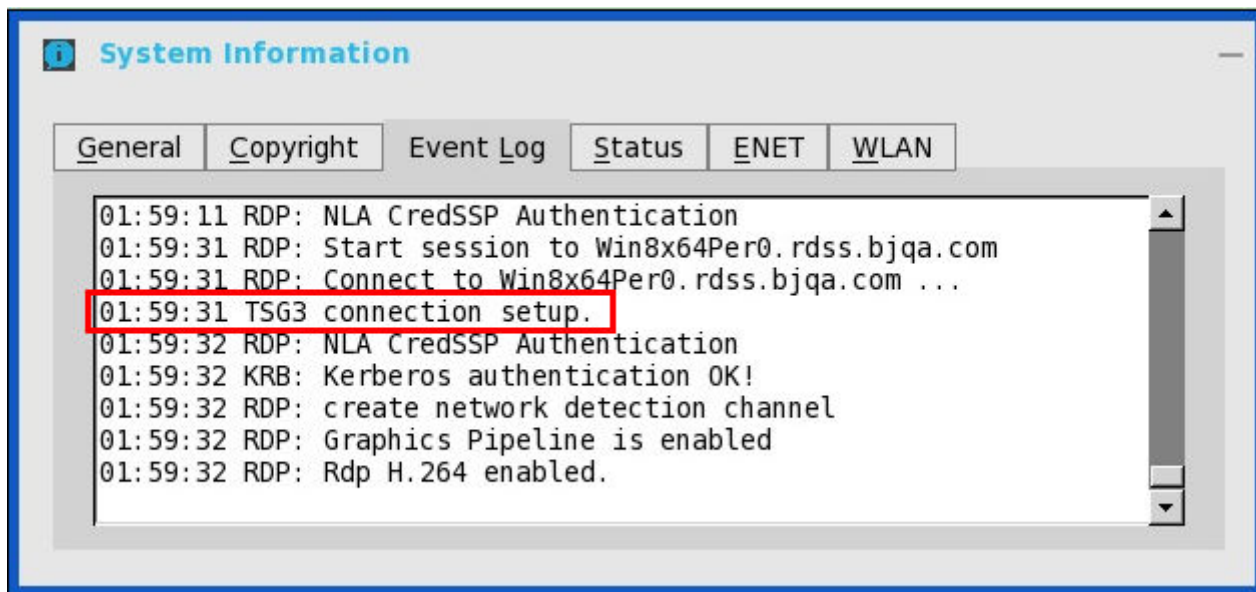 System Information
General Copyright Event Log Status ENET WLAN
01:59:11 RDP: NLA CredSSP Authentication
01:59:31 RDP: Start session to Win8x64Per0.rdss.bjqa.com
01:59:31 RDP: Connect to Win8x64Per0.rdss.bjqa.com ...
01:59:31 TSG3 connection setup.
01:59:32 RDP: NLA CredSSP Authentication
01:59:32 KRB: Kerberos authentication OK!
01:59:32 RDP: create network detection channel
01:59:32 RDP: Graphics Pipeline is enabled
01:59:32 RDP: Rdp H.264 enabled.